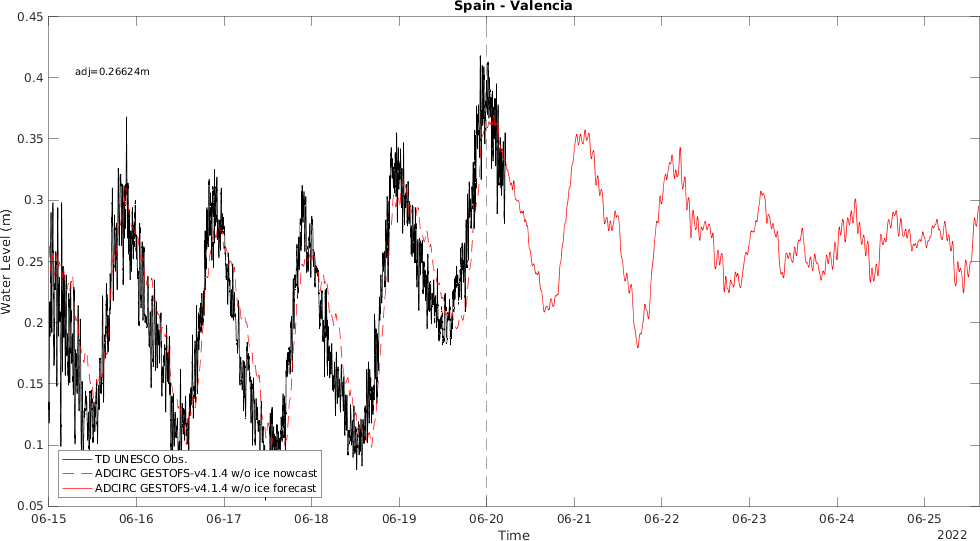 Spain - Valencia
0.45
0.4
0.35
0.3
0.25
0.2
0.15
0.1
0.05
Water Level (m)
adj=0.26624m
TD UNESCO Obs.
ADCIRC GESTOFS-v4.1.4 w/o ice nowcast
ADCIRC GESTOFS-v4.1.4 w/o ice forecast
06-15 06-16 06-17 06-18 06-19 06-20 06-21 06-22 06-23 06-24 06-25
Time
2022